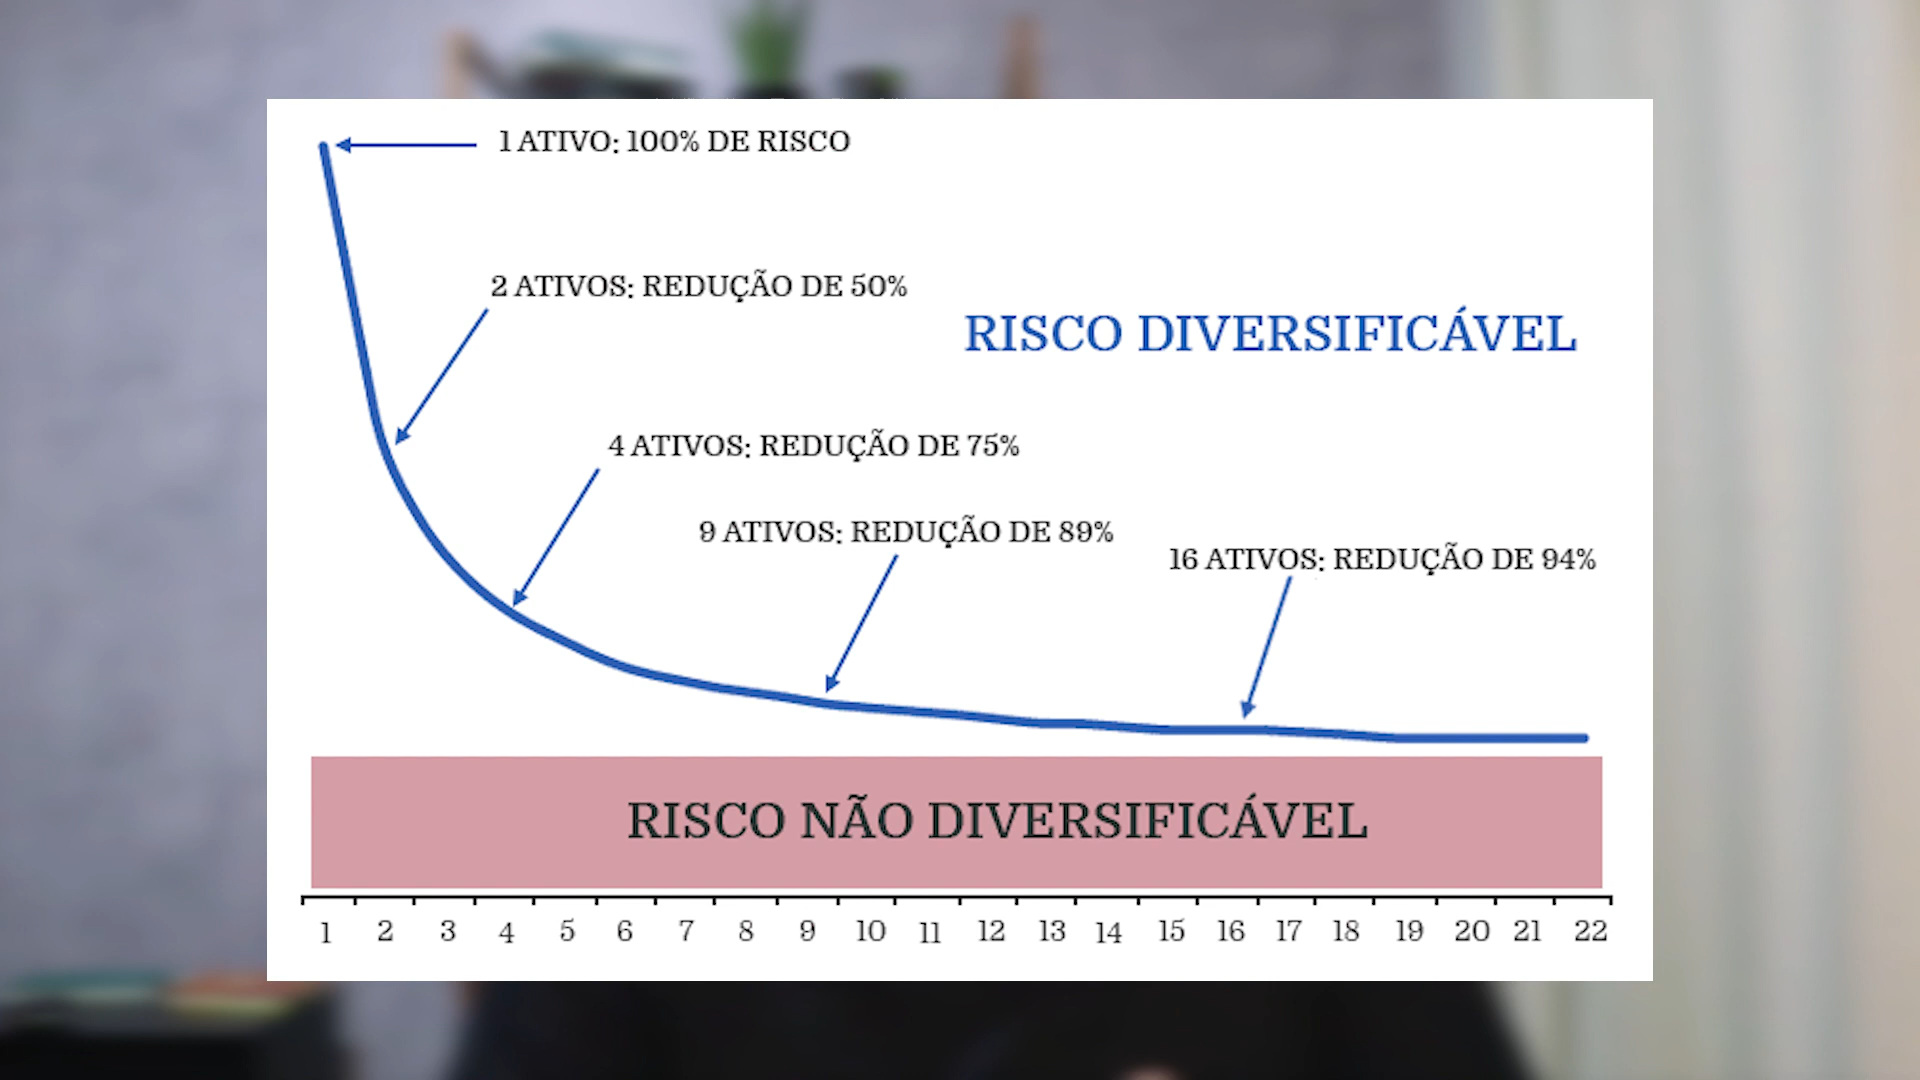 1 ATIVO: 100% DE RISCO
2 ATIVOS: REDUÇÃO DE 50%
RISCO DIVERSIFICÁVEL
4 ATIVOS: REDUÇÃO DE 75%
9 ATIVOS: REDUÇÃO DE 89%
16 ATIVOS: REDUÇÃO DE 94%
RISCO NÃO DIVERSIFICÁVEL
1 2 3 4 5 6 7 8 9 10 11 12 13 14 15 16 17 18 19 20 21 22